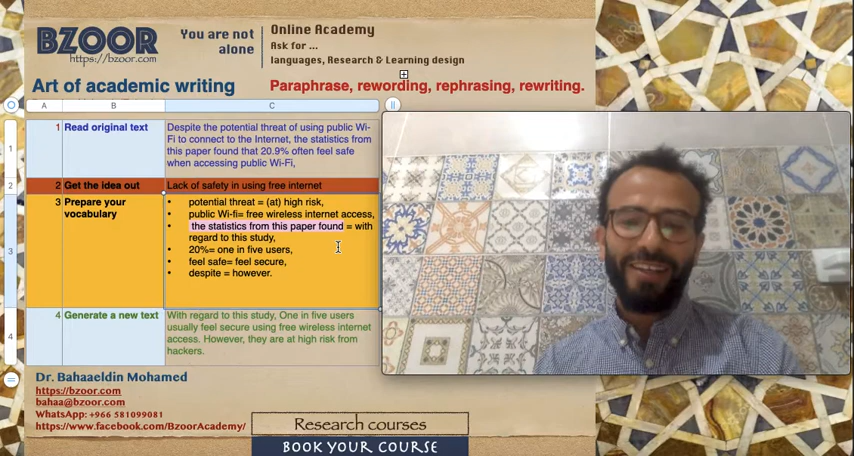 BZOOR
https://bzoor.com
You are not
alone
Online Academy
Ask for ...
languages, Research & Learning design
Art of academic writing
Paraphrase, rewording, rephrasing, rewriting.
A B C
1
1 Read original text
Despite the potential threat of using public Wi-
Fi to connect to the Internet, the statistics from
this paper found that 20.9% often feel safe
when accessing public Wi-Fi,
2
2 Get the idea out
Lack of safety in using free internet
3
3 Prepare your
vocabulary
• potential threat = (at) high risk,
• public Wi-fi= free wireless internet access,
• the statistics from this paper found = with
regard to this study,
• 20%= one in five users,
• feel safe= feel secure,
• despite = however.
4
4 Generate a new text
With regard to this study, One in five users
usually feel secure using free wireless internet
access. However, they are at high risk from
hackers.
Dr. Bahaaeldin Mohamed
https://bzoor.com
bahaa@bzoor.com
WhatsApp: +966 581099081
https://www.facebook.com/BzoorAcademy/
Research courses
BOOK YOUR COURSE